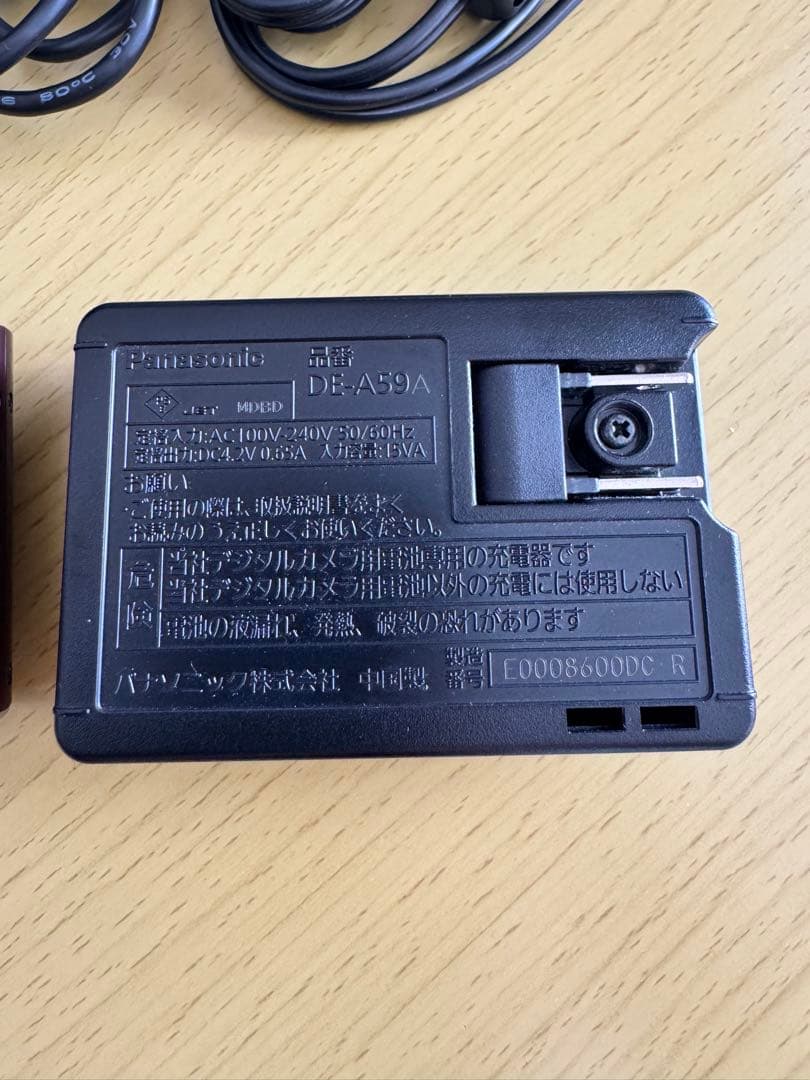 80°C 30V
Panasonic 品番
DE-A59A
PSE JET MDBD
定格入力:AC100V-240V 50/60Hz
定格出力:DC4.2V 0.65A 入力容量:15VA
お願い
ご使用の際は、取扱説明書をよく
お読みのうえ正しくお使いください。
危険
当社デジタルカメラ用電池専用の充電器です
当社デジタルカメラ用電池以外の充電には使用しない
電池の液漏れ、発熱、破裂の恐れがあります
パナソニック株式会社 中国製 製造番号 E0008600DC R